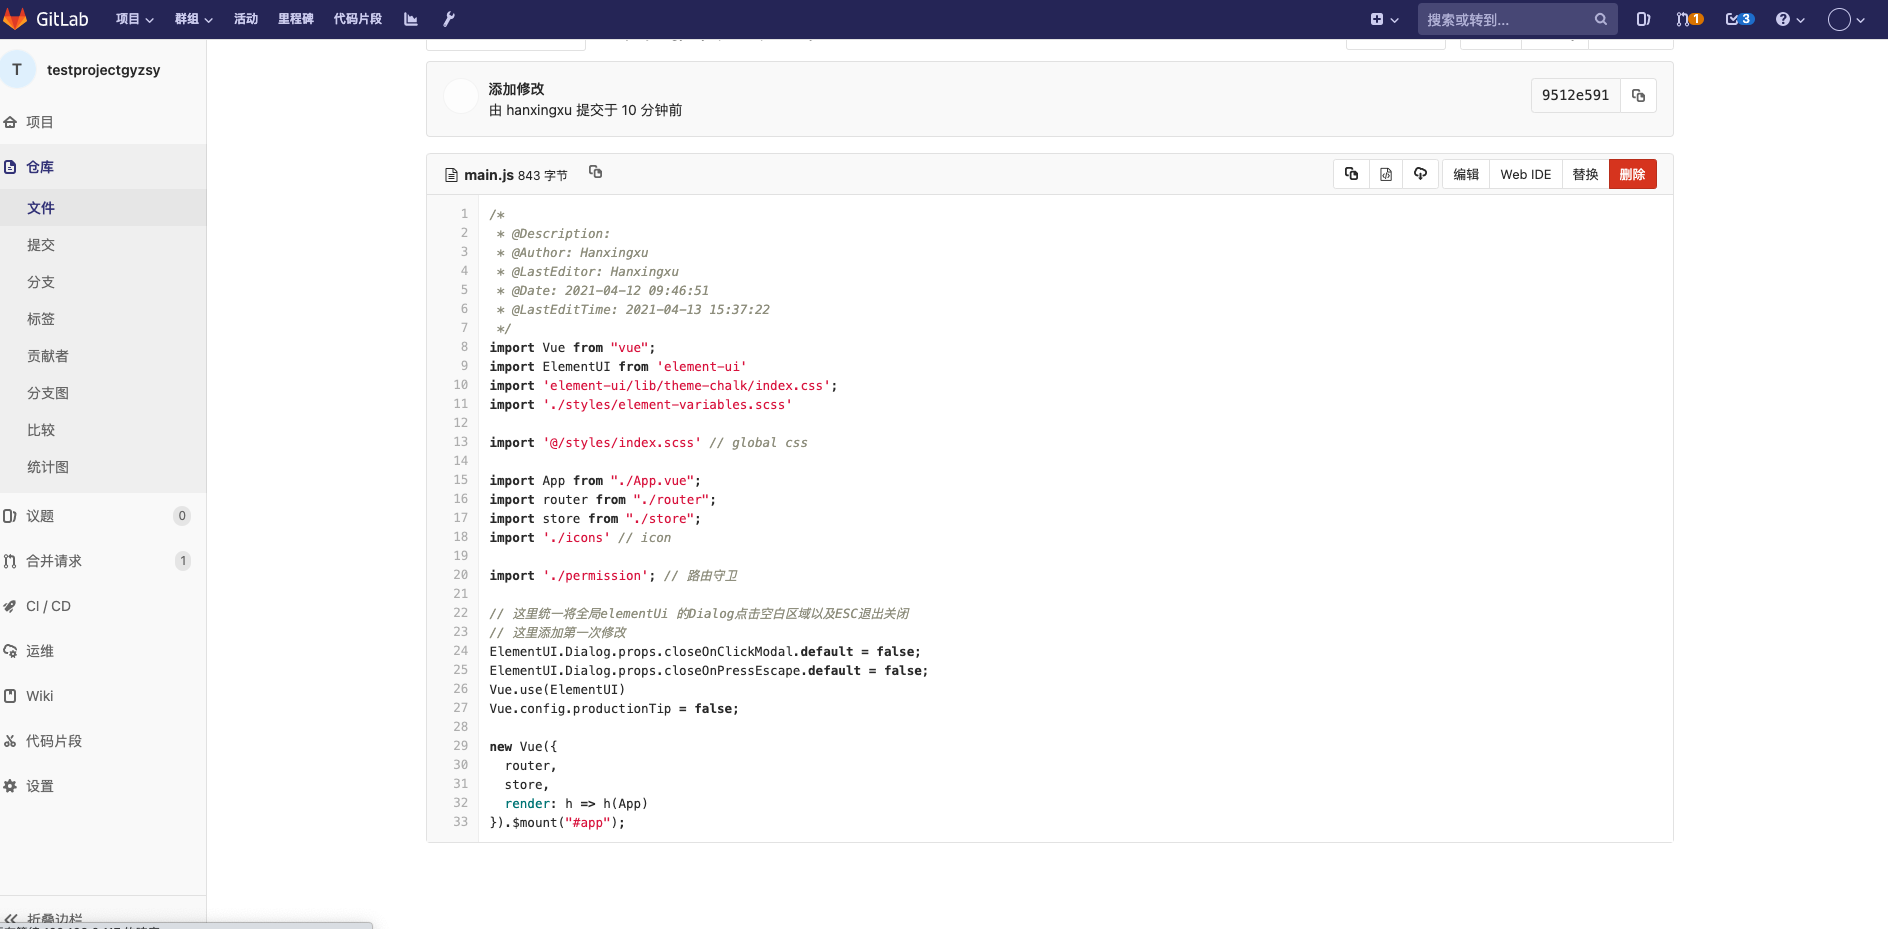 GitLab 项目 群组 活动 里程碑 代码片段 搜索或转到... 1 3
T testprojectgyzsy
项目
仓库
文件
提交
分支
标签
贡献者
分支图
比较
统计图
议题 0
合并请求 1
CI / CD
运维
Wiki
代码片段
设置
折叠边栏
添加修改
由 hanxingxu 提交于 10 分钟前
9512e591
main.js 843 字节
编辑 Web IDE 替换 删除
1 /*
2  * @Description:
3  * @Author: Hanxingxu
4  * @LastEditor: Hanxingxu
5  * @Date: 2021-04-12 09:46:51
6  * @LastEditTime: 2021-04-13 15:37:22
7  */
8 import Vue from "vue";
9 import ElementUI from 'element-ui'
10 import 'element-ui/lib/theme-chalk/index.css';
11 import './styles/element-variables.scss'
12
13 import '@/styles/index.scss' // global css
14
15 import App from "./App.vue";
16 import router from "./router";
17 import store from "./store";
18 import './icons' // icon
19
20 import './permission'; // 路由守卫
21
22 // 这里统一将全局elementUi 的Dialog点击空白区域以及ESC退出关闭
23 // 这里添加第一次修改
24 ElementUI.Dialog.props.closeOnClickModal.default = false;
25 ElementUI.Dialog.props.closeOnPressEscape.default = false;
26 Vue.use(ElementUI)
27 Vue.config.productionTip = false;
28
29 new Vue({
30   router,
31   store,
32   render: h => h(App)
33 }).$mount("#app");